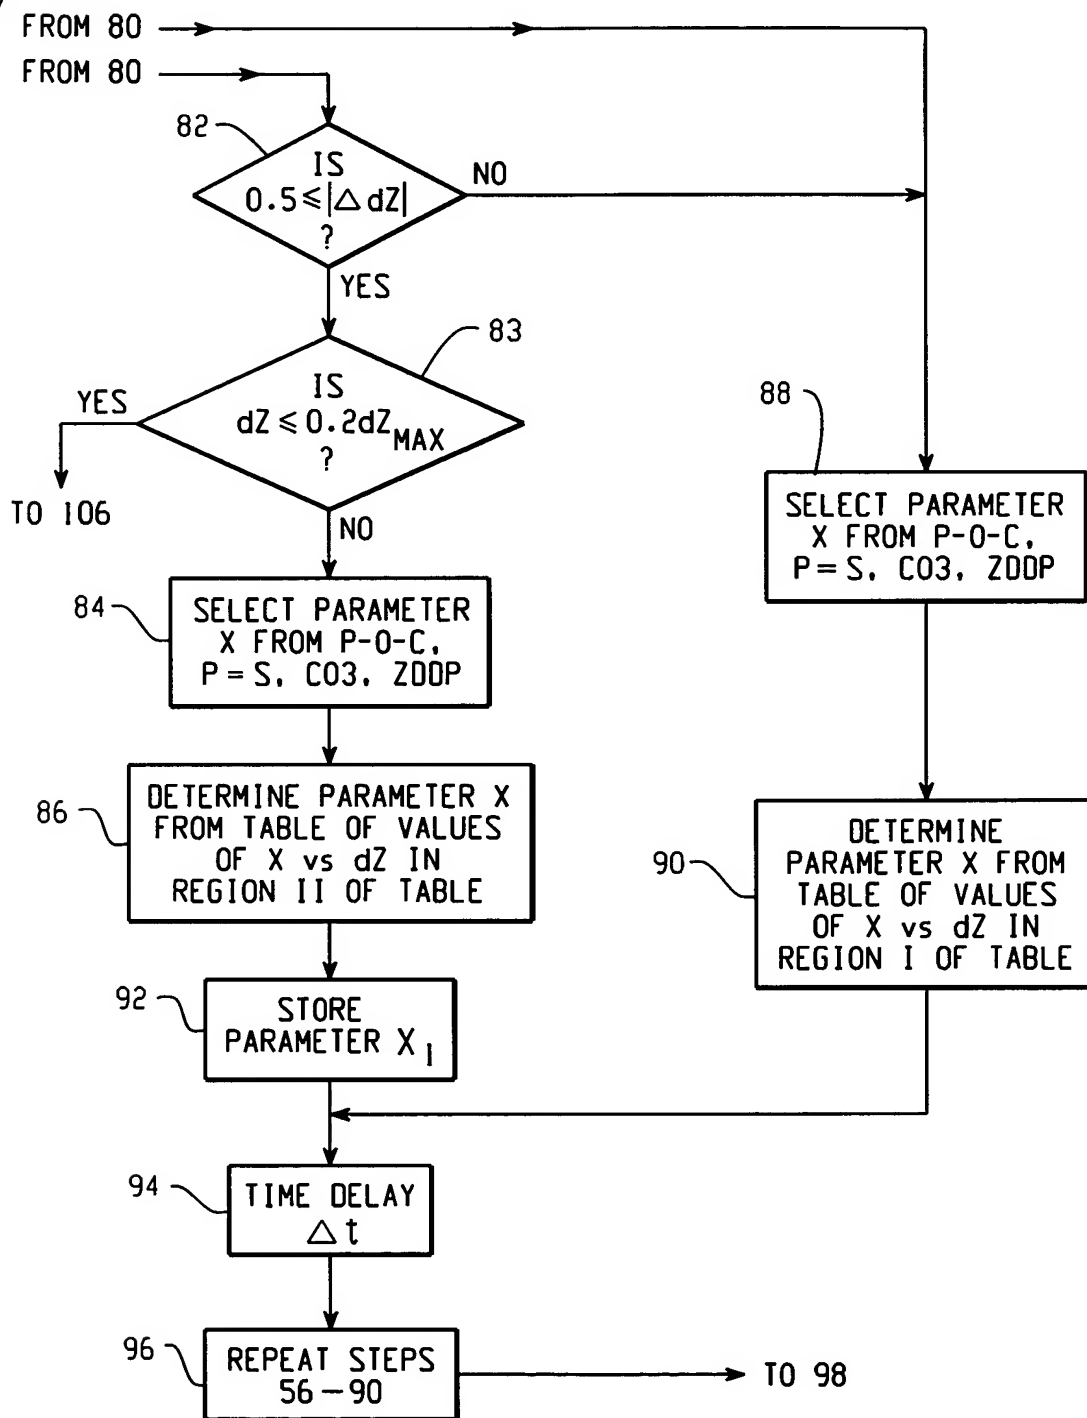 FROM 80
FROM 80
82
IS
0.5≤|△dZ|
?
NO
YES
83
IS
dZ≤0.2dZMAX
?
YES
TO 106
NO
88
SELECT PARAMETER
X FROM P-O-C,
P=S, CO3, ZDDP
84
SELECT PARAMETER
X FROM P-O-C,
P=S, CO3, ZDDP
86
DETERMINE PARAMETER X
FROM TABLE OF VALUES
OF X vs dZ IN
REGION II OF TABLE
90
DETERMINE
PARAMETER X FROM
TABLE OF VALUES
OF X vs dZ IN
REGION I OF TABLE
92
STORE
PARAMETER X1
94
TIME DELAY
△t
96
REPEAT STEPS
56-90
TO 98